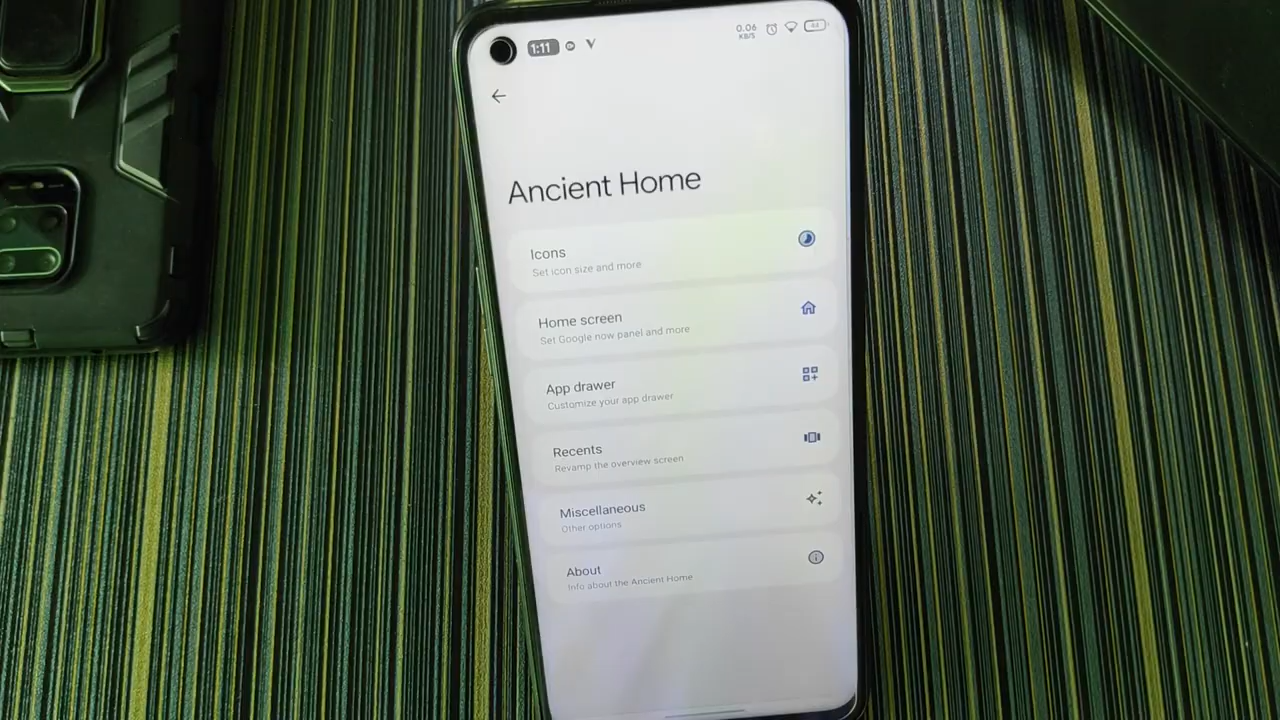 1:11
0.06
KB/S
Ancient Home
Icons
Set icon size and more
Home screen
Set Google now panel and more
App drawer
Customize your app drawer
Recents
Revamp the overview screen
Miscellaneous
Other options
About
Info about the Ancient Home